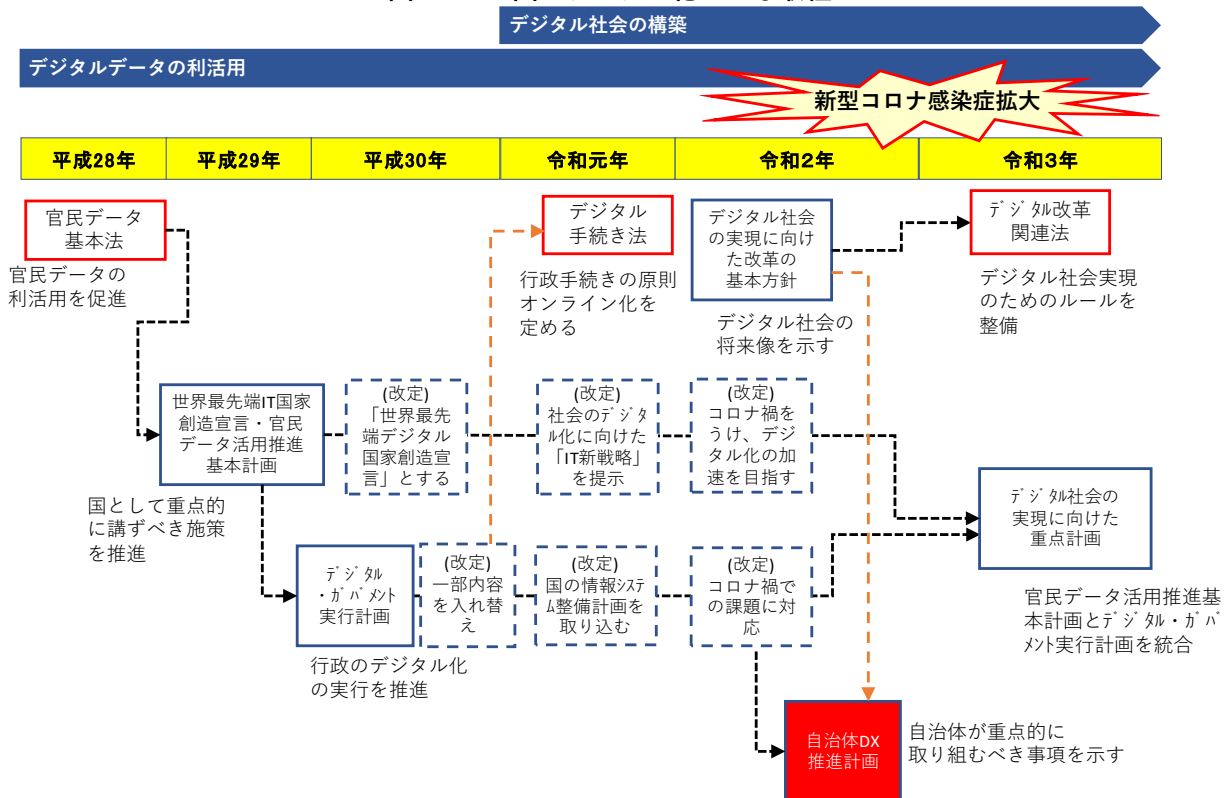 デジタル社会の構築
デジタルデータの利活用
新型コロナ感染症拡大
平成28年
平成29年
平成30年
令和元年
令和2年
令和3年
官民データ
基本法
官民データの
利活用を促進
デジタル
手続き法
行政手続きの原則
オンライン化を
定める
デジタル社会
の実現に向け
た改革の
基本方針
デジタル社会の
将来像を示す
ﾃﾞｼﾞﾀﾙ改革
関連法
デジタル社会実現
のためのルールを
整備
世界最先端IT国家
創造宣言・官民
データ活用推進
基本計画
国として重点的
に講ずべき施策
を推進
(改定)
「世界最先
端デジタル
国家創造宣
言」とする
(改定)
社会のﾃﾞｼﾞﾀ
ﾙ化に向けた
「IT新戦略」
を提示
(改定)
コロナ禍を
うけ、デジ
タル化の加
速を目指す
ﾃﾞｼﾞﾀﾙ社会の
実現に向けた
重点計画
官民データ活用推進基
本計画とﾃﾞｼﾞﾀﾙ・ｶﾞﾊﾞ
ﾒﾝﾄ実行計画を統合
ﾃﾞｼﾞﾀﾙ
・ｶﾞﾊﾞﾒﾝﾄ
実行計画
行政のデジタル化
の実行を推進
(改定)
一部内容
を入れ替
え
(改定)
国の情報ｼｽﾃ
ﾑ整備計画を
取り込む
(改定)
コロナ禍で
の課題に対
応
自治体DX
推進計画
自治体が重点的に
取り組むべき事項を示す